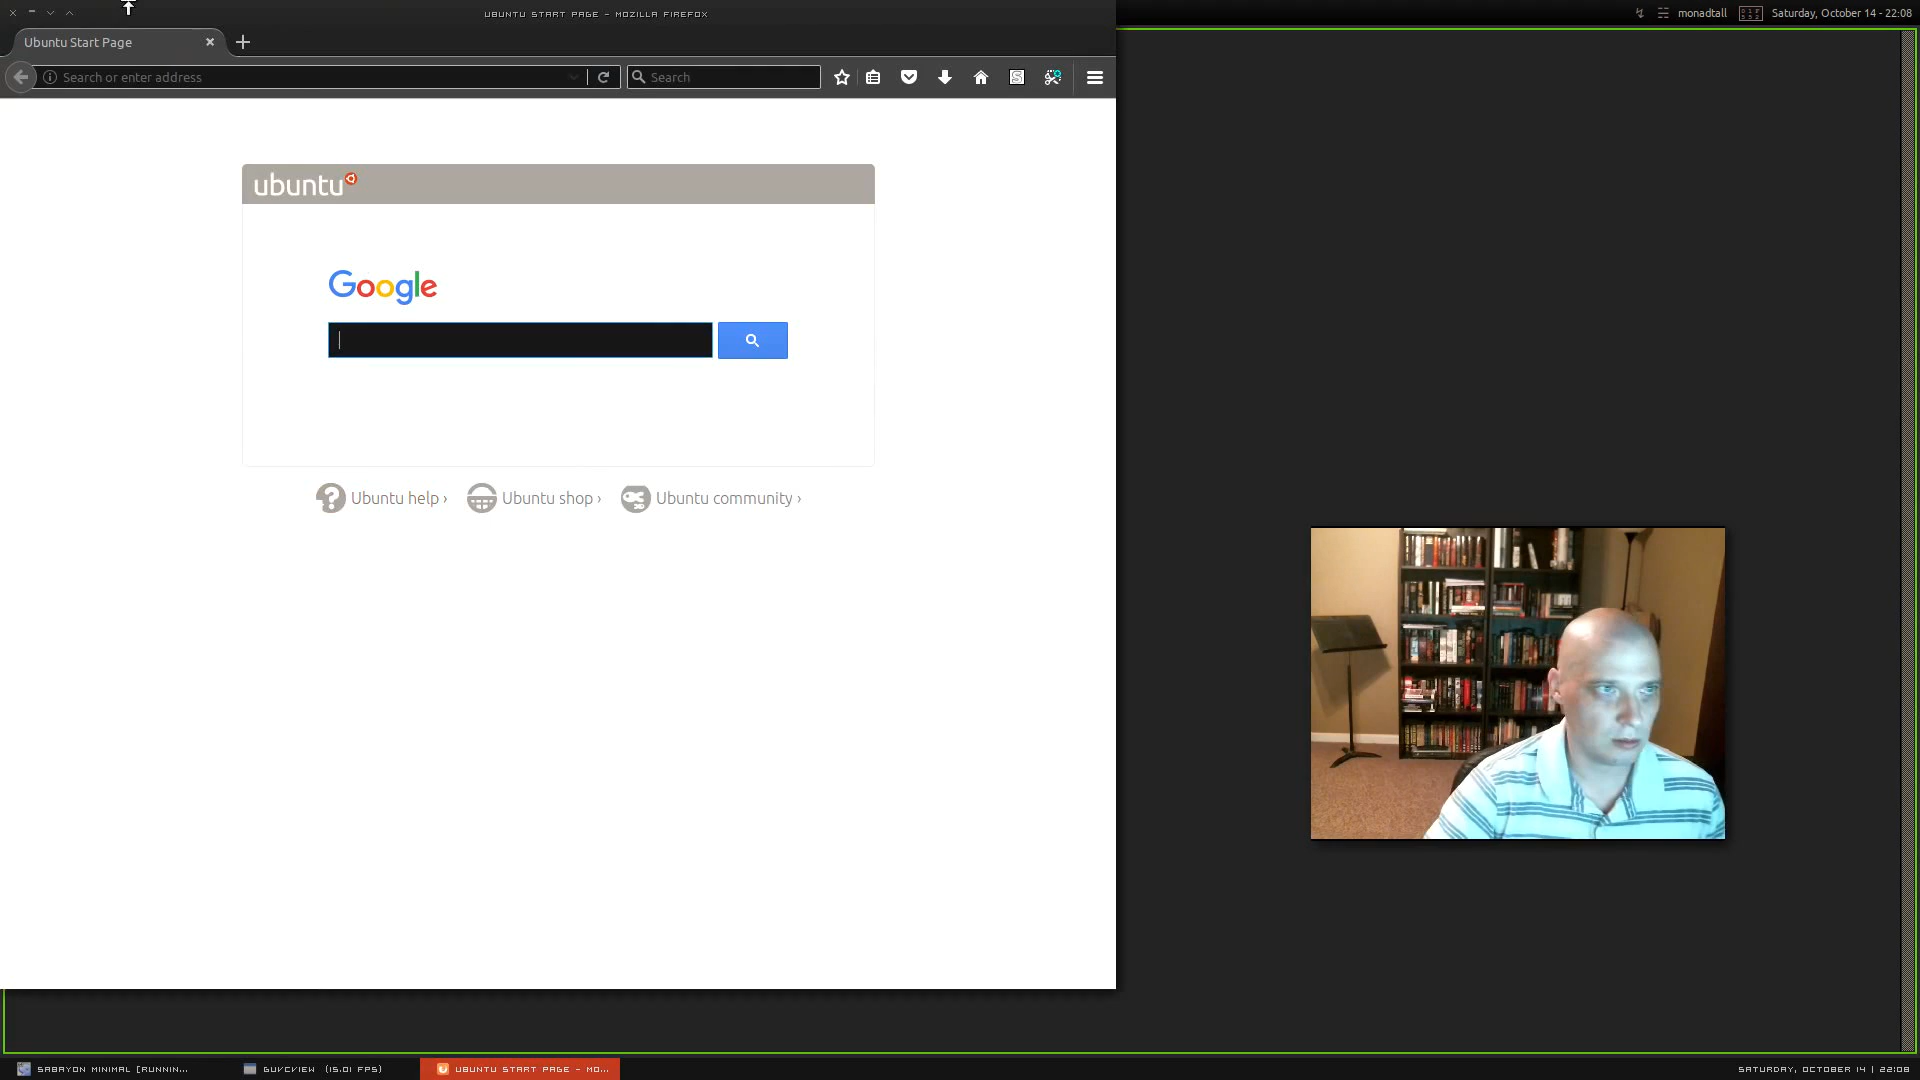 UBUNTU START PAGE - MOZILLA FIREFOX
monadtall
Saturday, October 14 - 22:08
Ubuntu Start Page
Search or enter address
Search
ubuntu
Google
Ubuntu help ›
Ubuntu shop ›
Ubuntu community ›
SABAYON MINIMAL [RUNNIN...
GUVCVIEW (15.01 FPS)
UBUNTU START PAGE - MO...
SATURDAY, OCTOBER 14 | 22:08